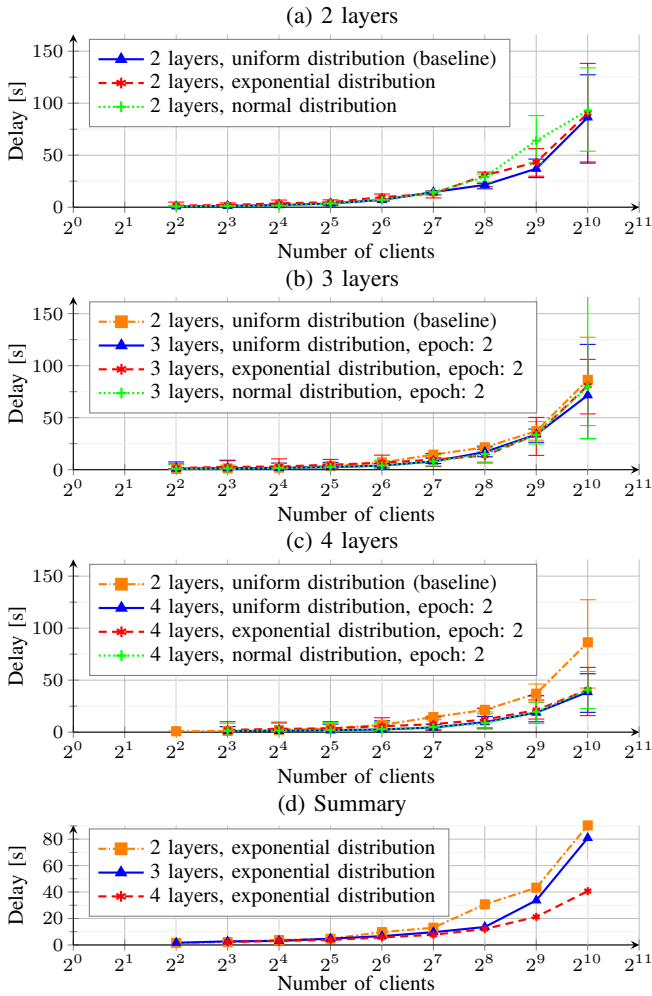 (a) 2 layers
150
100
50
0
Delay [s]
2 layers, uniform distribution (baseline)
2 layers, exponential distribution
2 layers, normal distribution
2^0 2^1 2^2 2^3 2^4 2^5 2^6 2^7 2^8 2^9 2^10 2^11
Number of clients
(b) 3 layers
150
100
50
0
Delay [s]
2 layers, uniform distribution (baseline)
3 layers, uniform distribution, epoch: 2
3 layers, exponential distribution, epoch: 2
3 layers, normal distribution, epoch: 2
2^0 2^1 2^2 2^3 2^4 2^5 2^6 2^7 2^8 2^9 2^10 2^11
Number of clients
(c) 4 layers
150
100
50
0
Delay [s]
2 layers, uniform distribution (baseline)
4 layers, uniform distribution, epoch: 2
4 layers, exponential distribution, epoch: 2
4 layers, normal distribution, epoch: 2
2^0 2^1 2^2 2^3 2^4 2^5 2^6 2^7 2^8 2^9 2^10 2^11
Number of clients
(d) Summary
80
60
40
20
0
Delay [s]
2 layers, exponential distribution
3 layers, exponential distribution
4 layers, exponential distribution
2^0 2^1 2^2 2^3 2^4 2^5 2^6 2^7 2^8 2^9 2^10 2^11
Number of clients